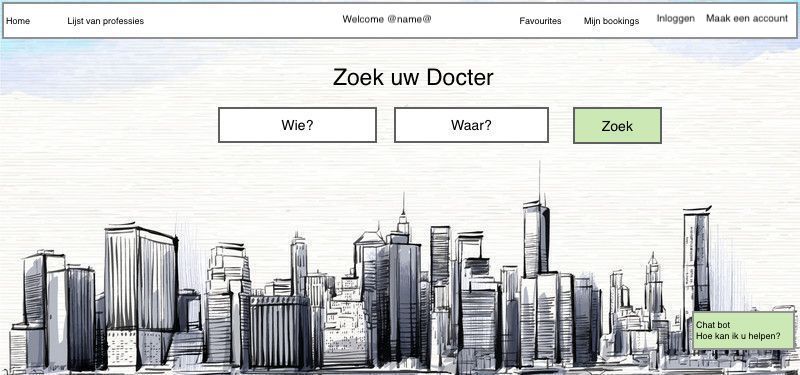 Home Lijst van professies Welcome @name@ Favourites Mijn bookings Inloggen Maak een account
Zoek uw Docter
Wie? Waar? Zoek
Chat bot
Hoe kan ik u helpen?